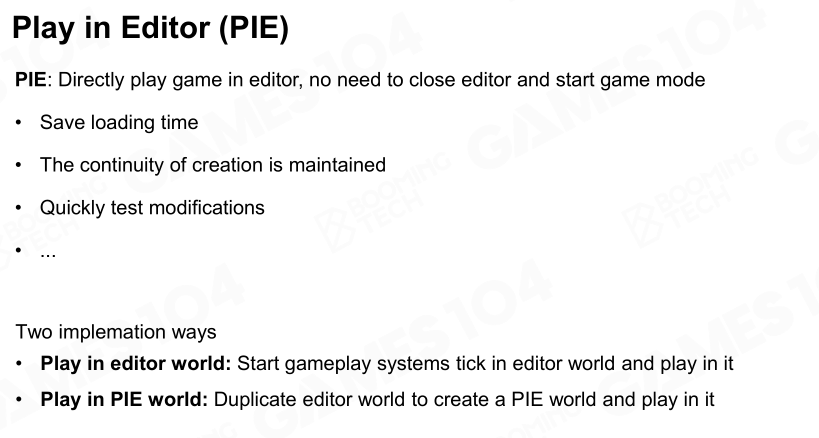 Play in Editor (PIE)
PIE: Directly play game in editor, no need to close editor and start game mode
• Save loading time
• The continuity of creation is maintained
• Quickly test modifications
• ...
Two implemation ways
• Play in editor world: Start gameplay systems tick in editor world and play in it
• Play in PIE world: Duplicate editor world to create a PIE world and play in it
GAMES104
BOOMING
TECH